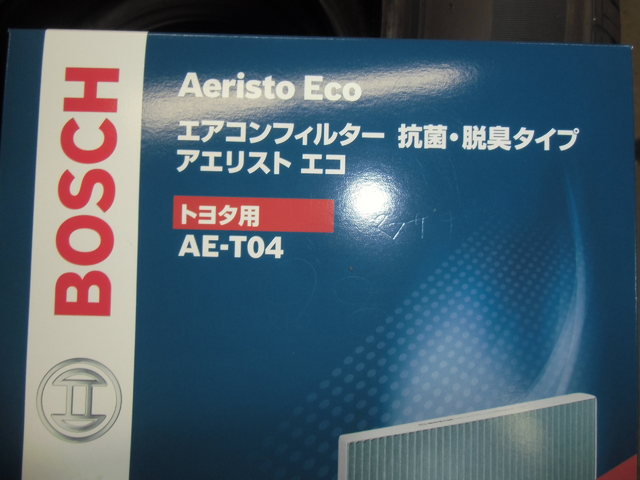 BOSCH
Aeristo Eco
エアコンフィルター 抗菌・脱臭タイプ
アエリスト エコ
トヨタ用
AE-T04